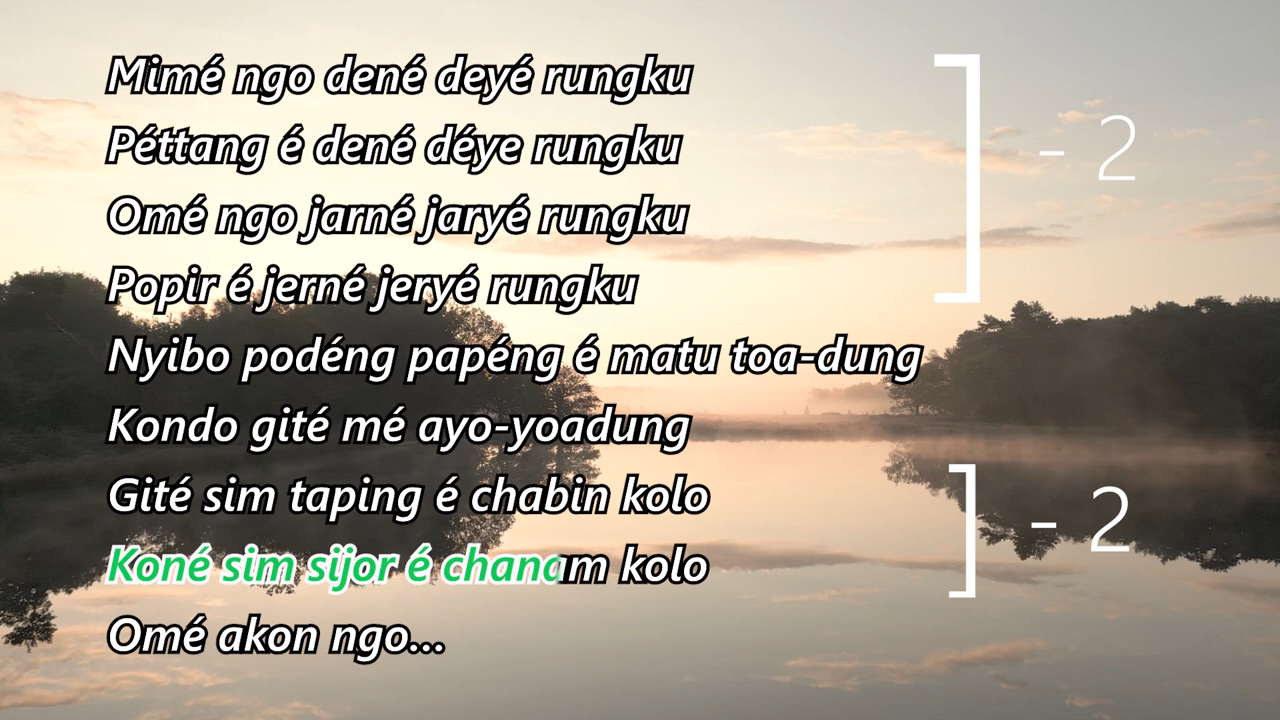 Mimé ngo dené deyé rungku
Péttang é dené déye rungku
Omé ngo jarné jaryé rungku
Popir é jerné jeryé rungku
- 2
Nyibo podéng papéng é matu toa-dung
Kondo gité mé ayo-yoadung
Gité sim taping é chabin kolo
Koné sim sijor é chanam kolo
- 2
Omé akon ngo...